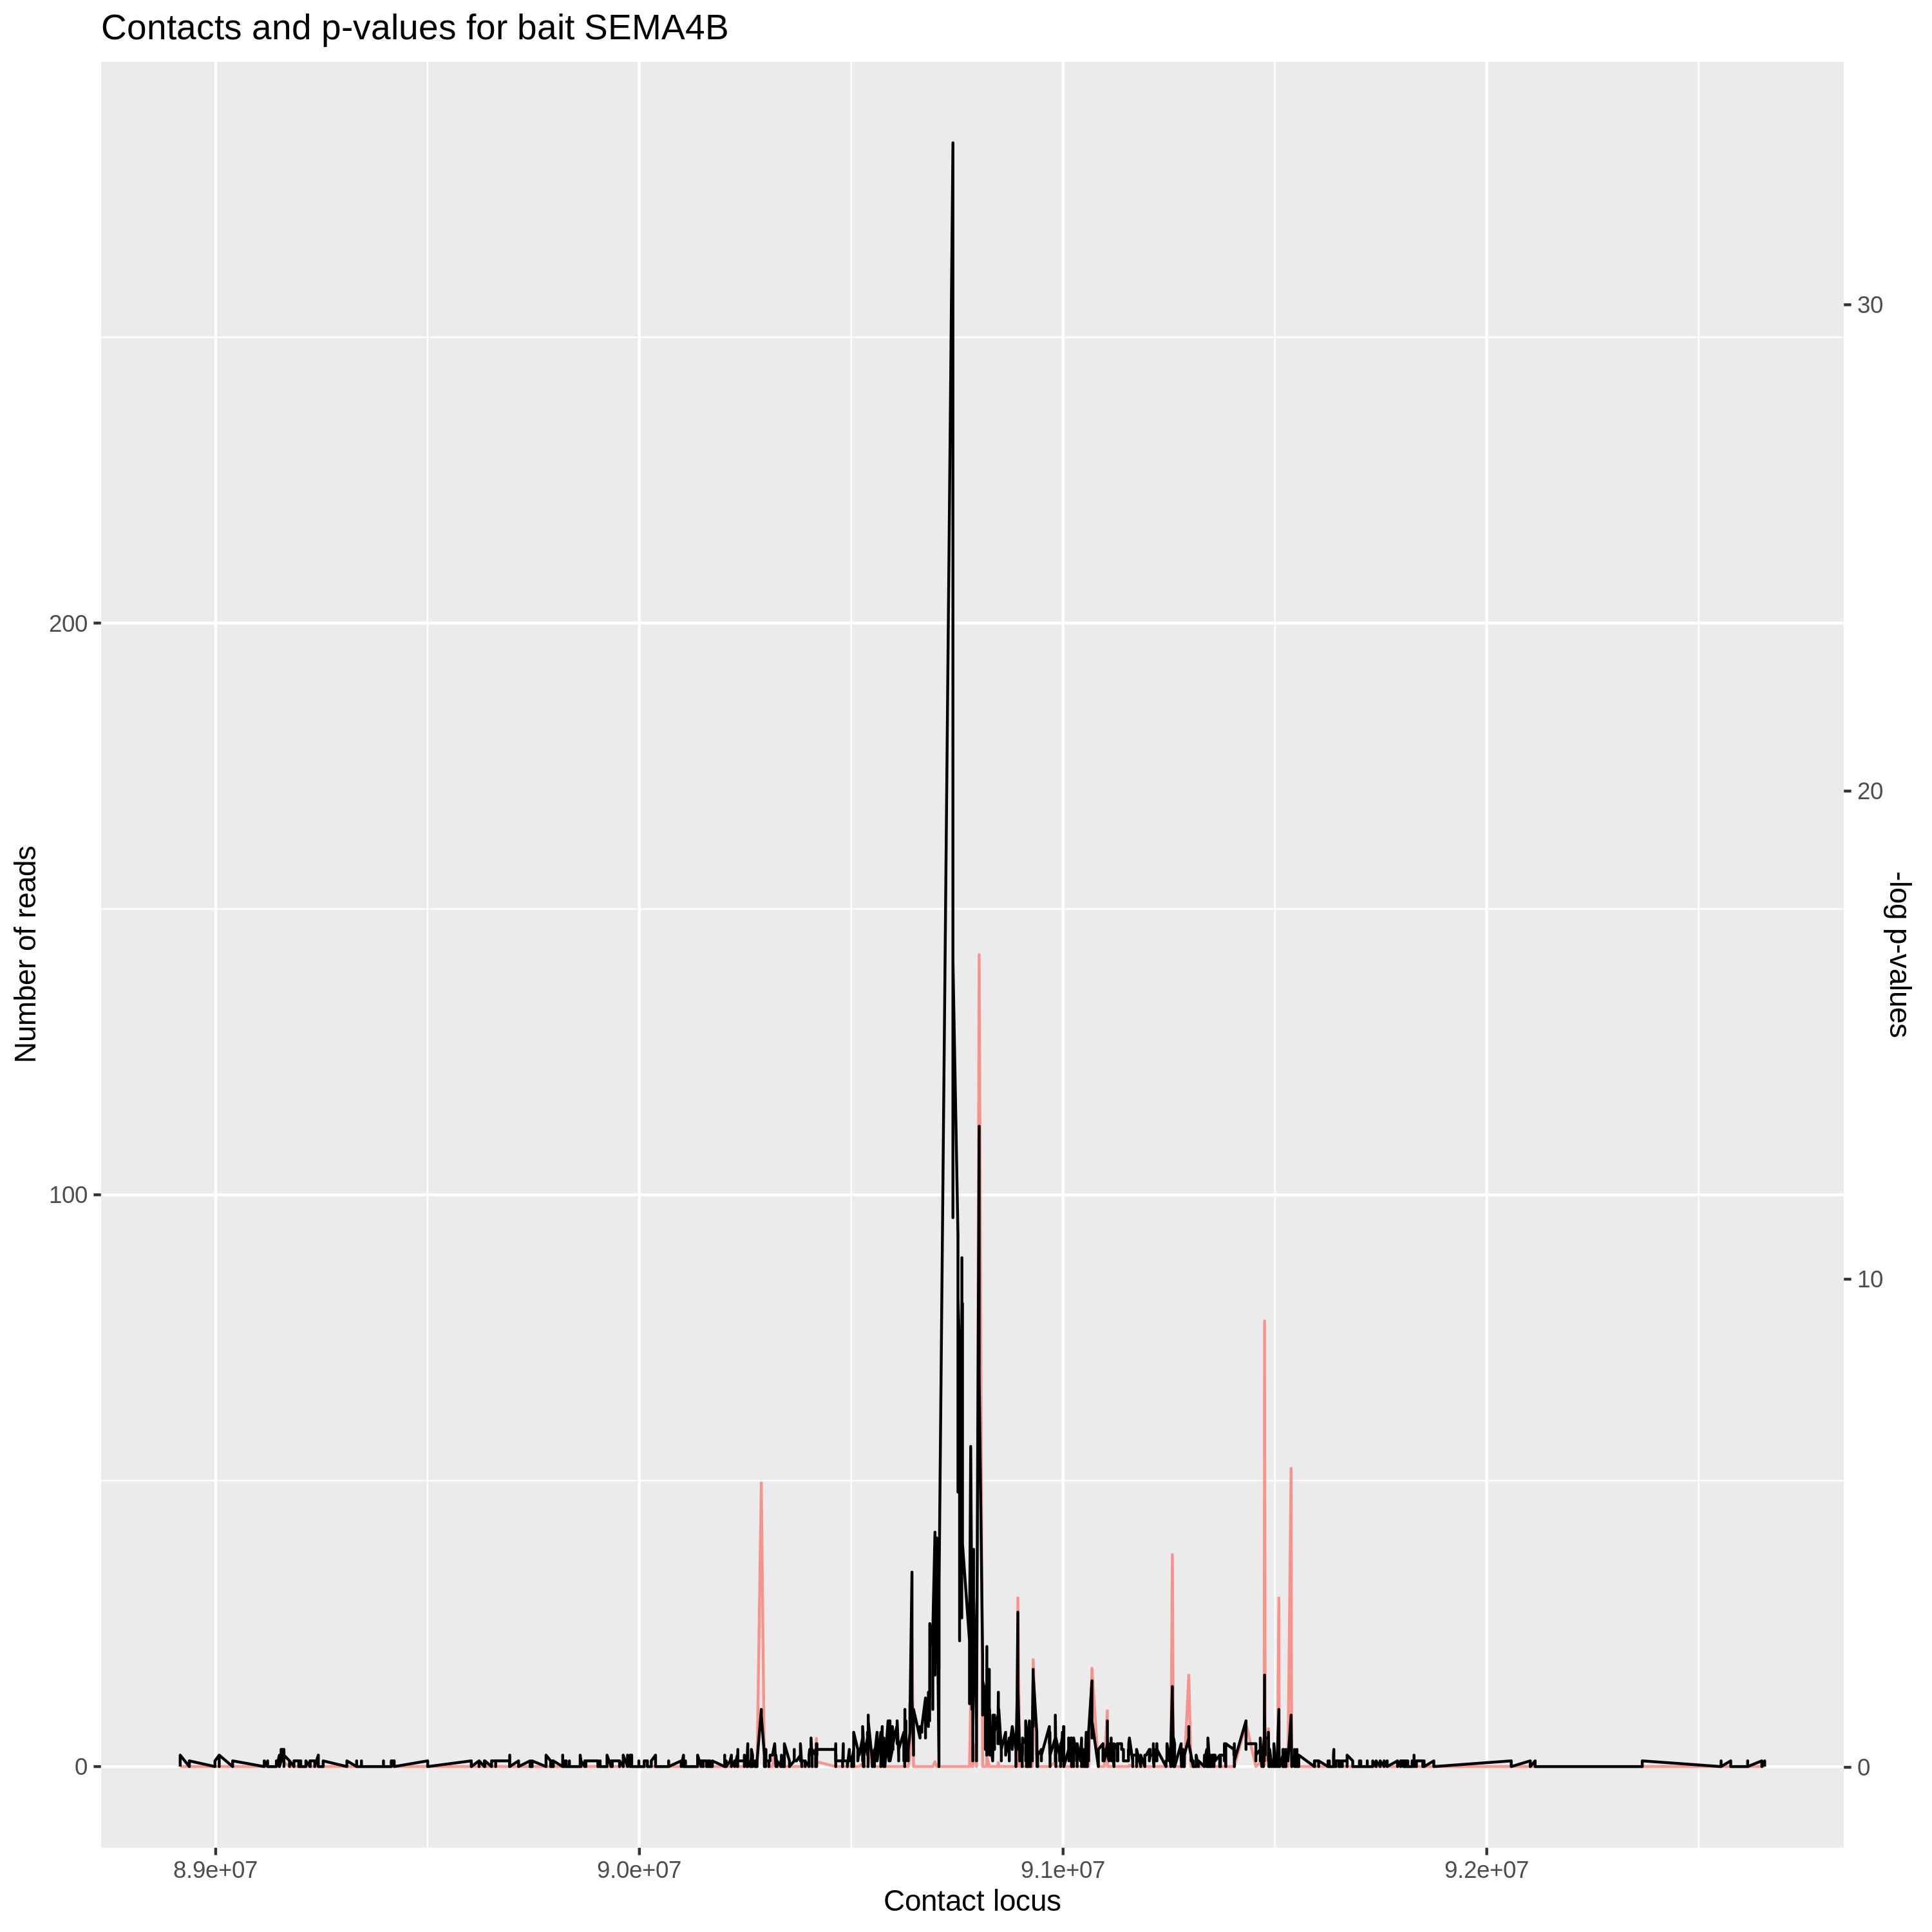 Contacts and p-values for bait SEMA4B
Number of reads
200
100
0
30
20
10
0
-log p-values
8.9e+07
9.0e+07
9.1e+07
9.2e+07
Contact locus